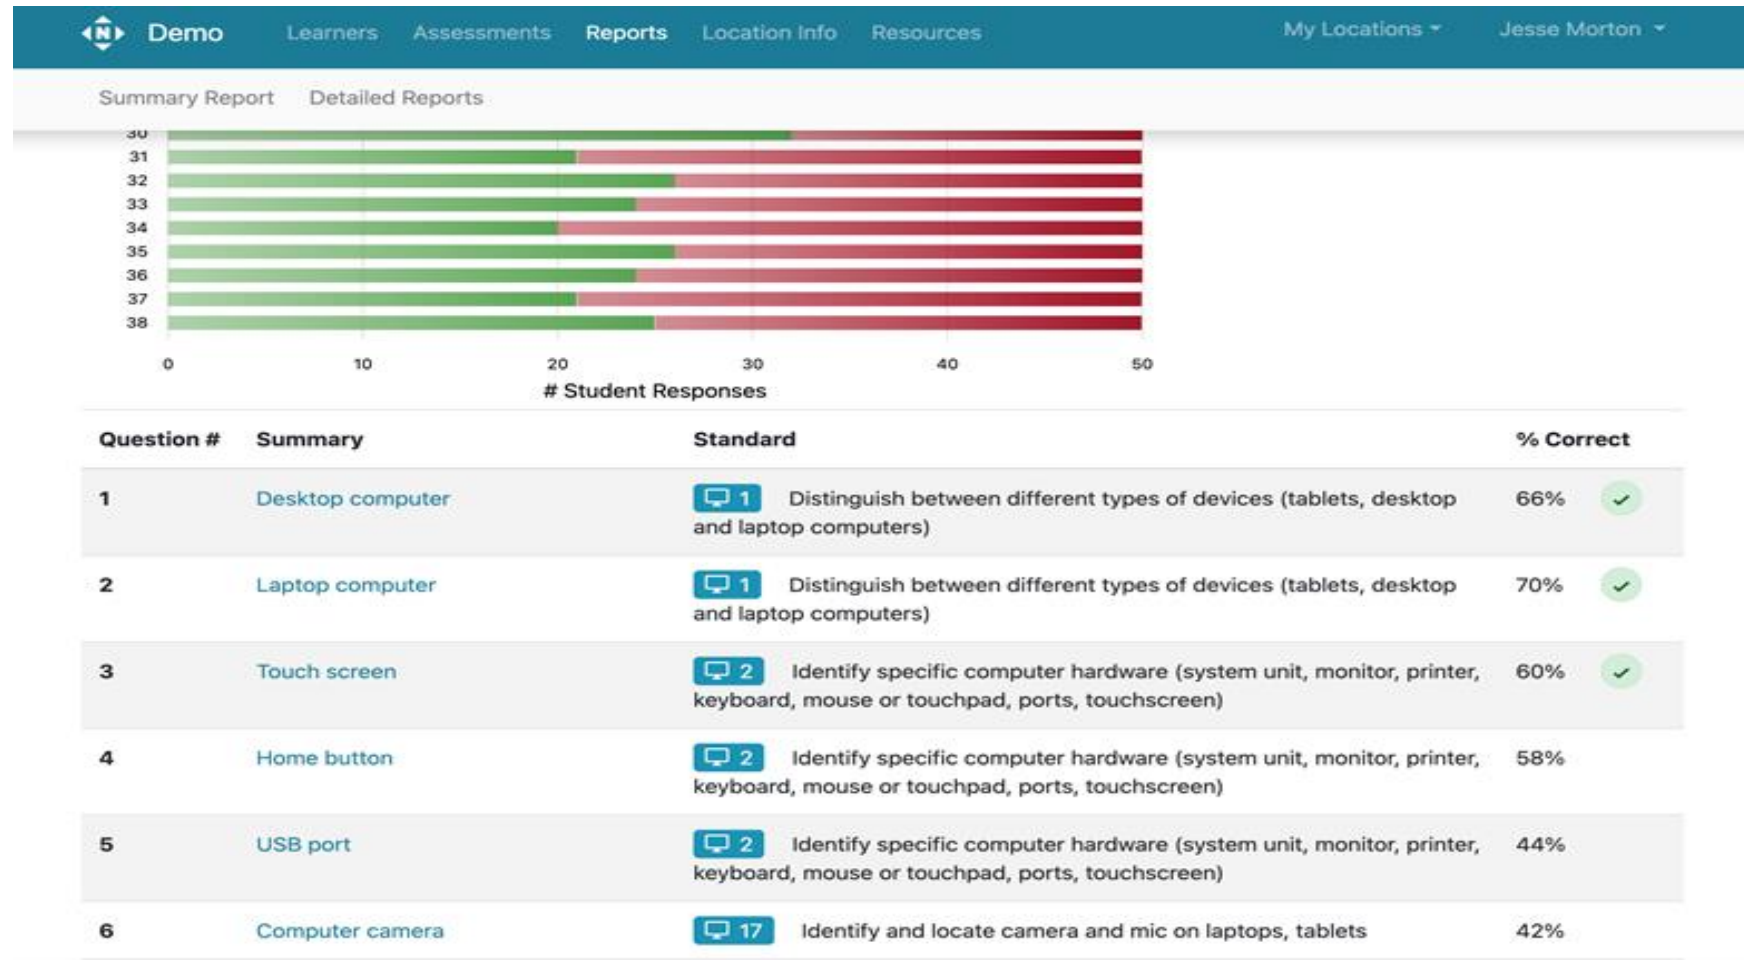 N Demo Learners Assessments Reports Location Info Resources My Locations Jesse Morton
Summary Report Detailed Reports
30
31
32
33
34
35
36
37
38
0 10 20 30 40 50
# Student Responses
Question # Summary Standard % Correct
1 Desktop computer 1 Distinguish between different types of devices (tablets, desktop 66%
and laptop computers)
2 Laptop computer 1 Distinguish between different types of devices (tablets, desktop 70%
and laptop computers)
3 Touch screen 2 Identify specific computer hardware (system unit, monitor, printer, 60%
keyboard, mouse or touchpad, ports, touchscreen)
4 Home button 2 Identify specific computer hardware (system unit, monitor, printer, 58%
keyboard, mouse or touchpad, ports, touchscreen)
5 USB port 2 Identify specific computer hardware (system unit, monitor, printer, 44%
keyboard, mouse or touchpad, ports, touchscreen)
6 Computer camera 17 Identify and locate camera and mic on laptops, tablets 42%